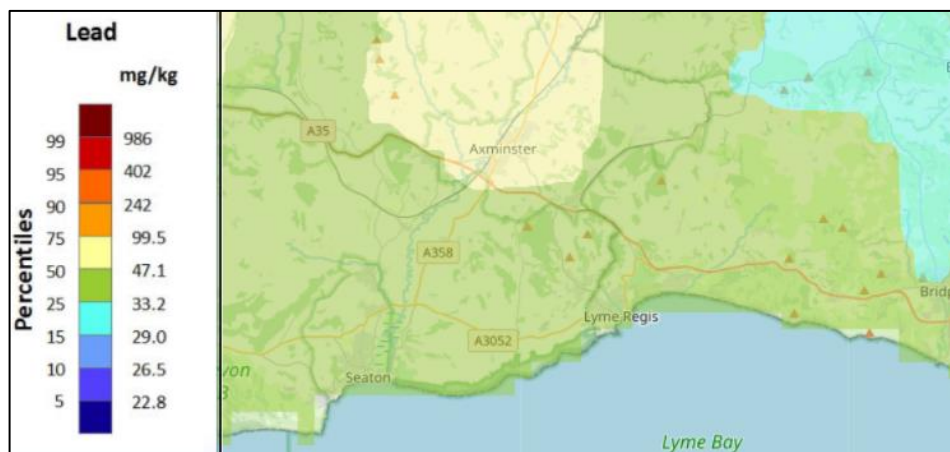 Lead
mg/kg
Percentiles
99
95
90
75
50
25
15
10
5
986
402
242
99.5
47.1
33.2
29.0
26.5
22.8
A35
Axminster
A358
Lyme Regis
A3052
Seaton
Bridp
Lyme Bay